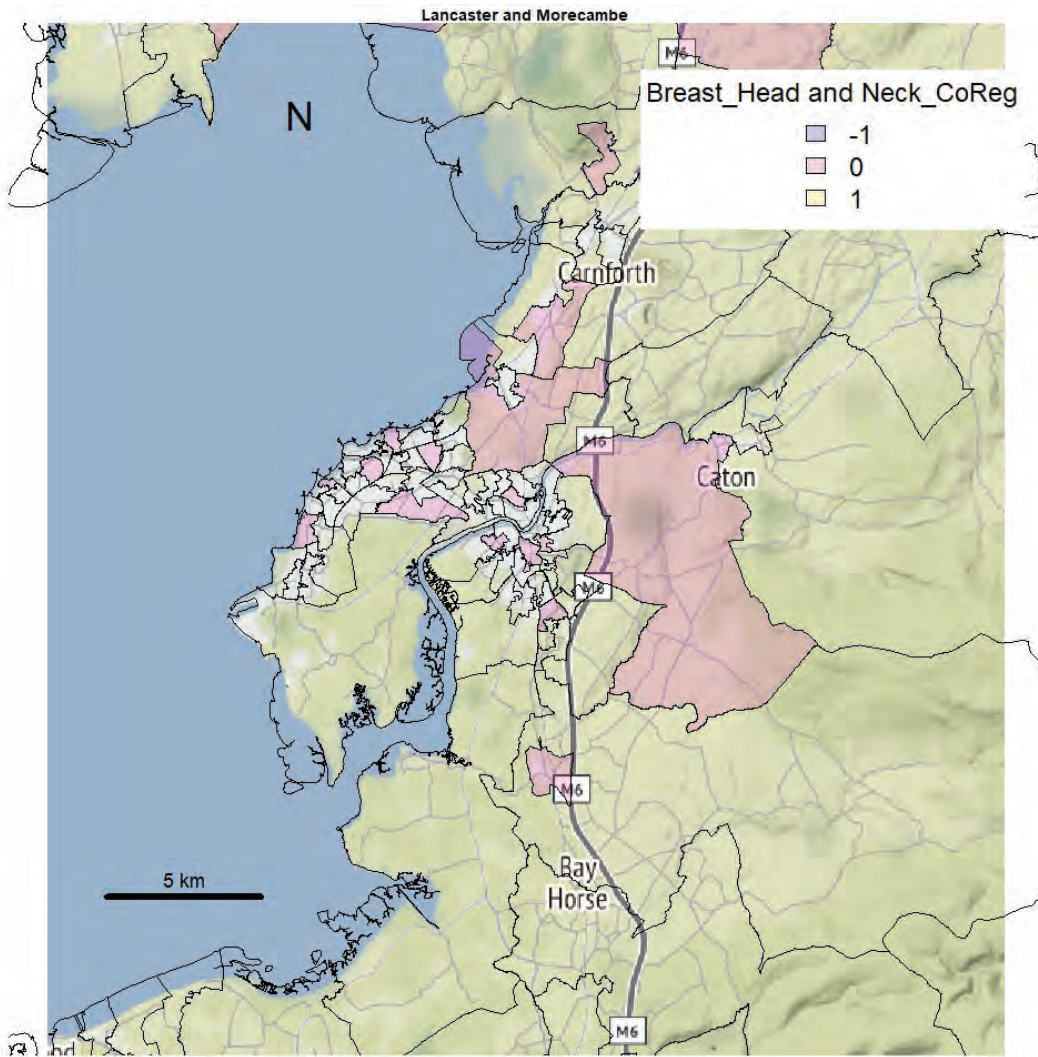 Lancaster and Morecambe
M6
N
Breast_Head and Neck_CoReg
-1
0
1
Carnforth
M6
Caton
M6
M6
5 km
Bay
Horse
M6